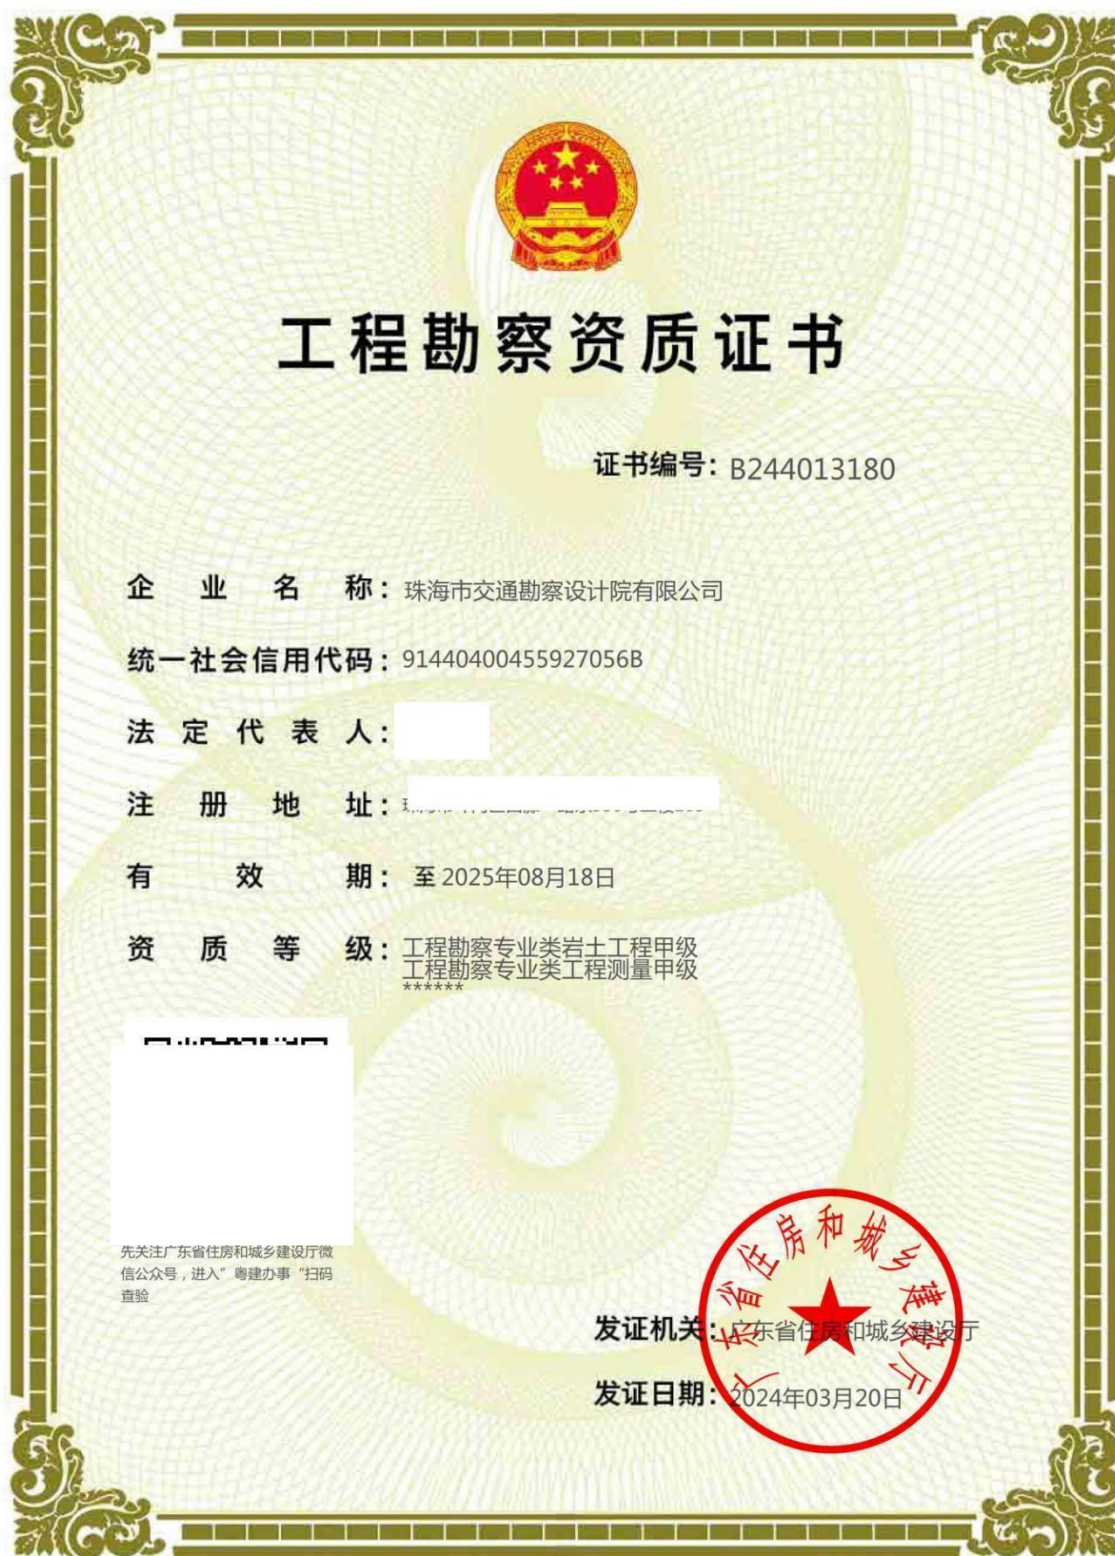 工程勘察资质证书
证书编号：B244013180
企业名称：珠海市交通勘察设计院有限公司
统一社会信用代码：91440400455927056B
法定代表人：
注册地址：
有效期：至2025年08月18日
资质等级：工程勘察专业类岩土工程甲级
工程勘察专业类工程测量甲级
******
先关注广东省住房和城乡建设厅微
信公众号，进入”粤建办事“扫码
查验
广东省住房和城乡建设厅
发证机关：广东省住房和城乡建设厅
发证日期：2024年03月20日